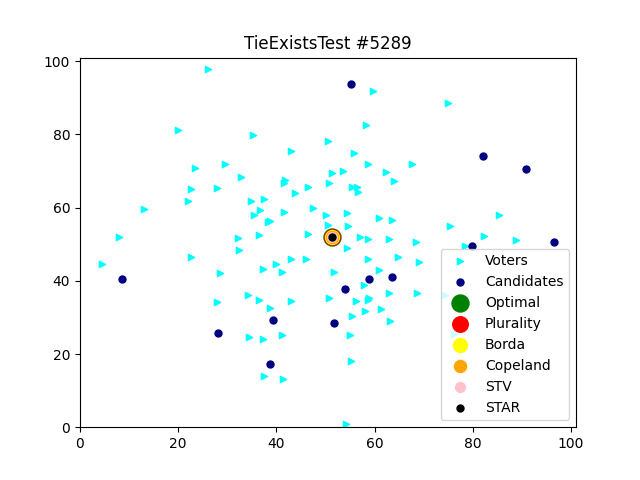 TieExistsTest #5289
100
80
60
40
20
0
0 20 40 60 80 100
Voters
Candidates
Optimal
Plurality
Borda
Copeland
STV
STAR